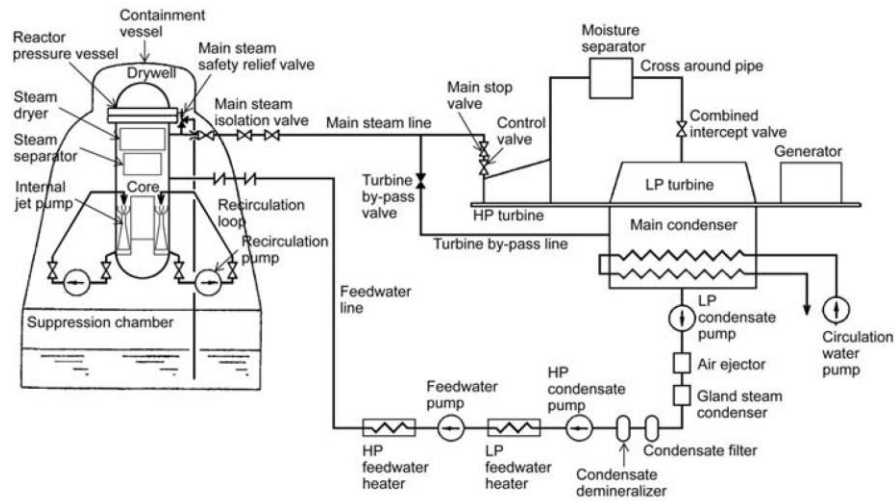 Containment
vessel
Reactor
pressure vessel
Drywell
Main steam
safety relief valve
Steam
dryer
Main steam
isolation valve
Steam
separator
Internal
jet pump
Core
Recirculation
loop
Recirculation
pump
Suppression chamber
Main steam line
Feedwater
line
Turbine
by-pass
valve
Turbine by-pass line
Main stop
valve
Control
valve
HP turbine
Moisture
separator
Cross around pipe
Combined
intercept valve
LP turbine
Generator
Main condenser
LP
condensate
pump
Circulation
water
pump
Air ejector
Gland steam
condenser
Condensate filter
Condensate
demineralizer
HP
condensate
pump
LP
feedwater
heater
Feedwater
pump
HP
feedwater
heater